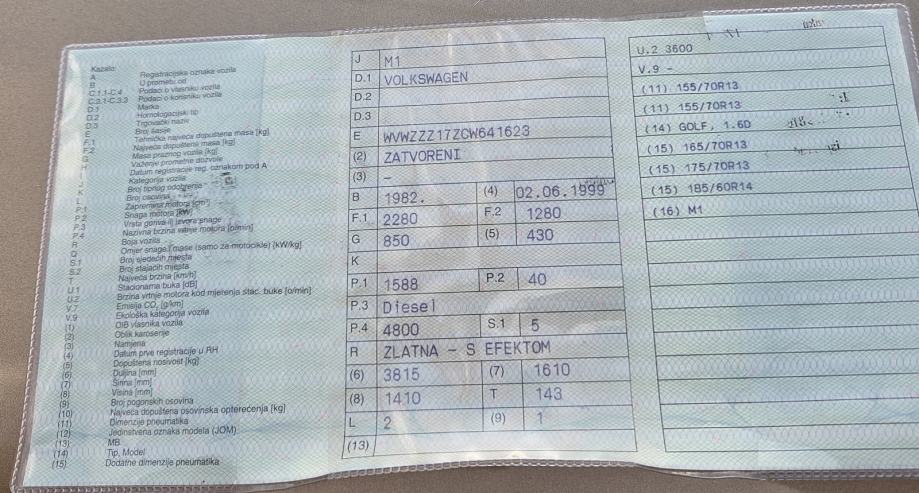 Kazalo:
A Registracijska oznaka vozila
B U prometu od
C.1.1-C.4 Podaci o vlasniku vozila
C.3.1-C.3.3 Podaci o korisniku vozila
D.1 Marka
D.2 Homologacijski tip
D.3 Trgovački naziv
E Broj šasije
F.1 Tehnička najveća dopuštena masa [kg]
F.2 Najveća dopuštena masa [kg]
G Masa praznog vozila [kg]
H Važenje prometne dozvole
I Datum registracije reg. oznakom pod A
J Kategorija vozila
K Broj tipnog odobrenja
L Broj osovina
P.1 Zapremina motora [cm³]
P.2 Snaga motora [kW]
P.3 Vrsta goriva ili izvora snage
P.4 Nazivna brzina vrtnje motora [o/min]
R Boja vozila
Q Omjer snage / mase (samo za motocikle) [kW/kg]
S.1 Broj sjedećih mjesta
S.2 Broj stajaćih mjesta
T Najveća brzina [km/h]
U.1 Stacionarna buka [dB]
U.2 Brzina vrtnje motora kod mjerenja stac. buke [o/min]
V.7 Emisija CO₂ [g/km]
V.9 Ekološka kategorija vozila
(1) OIB vlasnika vozila
(2) Oblik karoserije
(3) Namjena
(4) Datum prve registracije u RH
(5) Dopuštena nosivost [kg]
(6) Duljina [mm]
(7) Širina [mm]
(8) Visina [mm]
(9) Broj pogonskih osovina
(10) Najveća dopuštena osovinska opterećenja [kg]
(11) Dimenzije pneumatika
(12) Jedinstvena oznaka modela (JOM)
(13) MB
(14) Tip, Model
(15) Dodatne dimenzije pneumatika
J M1
D.1 VOLKSWAGEN
D.2
D.3
E WVWZZZ17ZCW641623
(2) ZATVORENI
(3) –
B 1982. (4) 02.06.1999
F.1 2280 F.2 1280
G 850 (5) 430
K
P.1 1588 P.2 40
P.3 Diesel
P.4 4800 S.1 5
R ZLATNA - S EFEKTOM
(6) 3815 (7) 1610
(8) 1410 T 143
L 2 (9) 1
(13)
U.2 3600
V.9 –
(11) 155/70R13
(11) 155/70R13
(14) GOLF, 1.6D
(15) 165/70R13
(15) 175/70R13
(15) 185/60R14
(16) M1